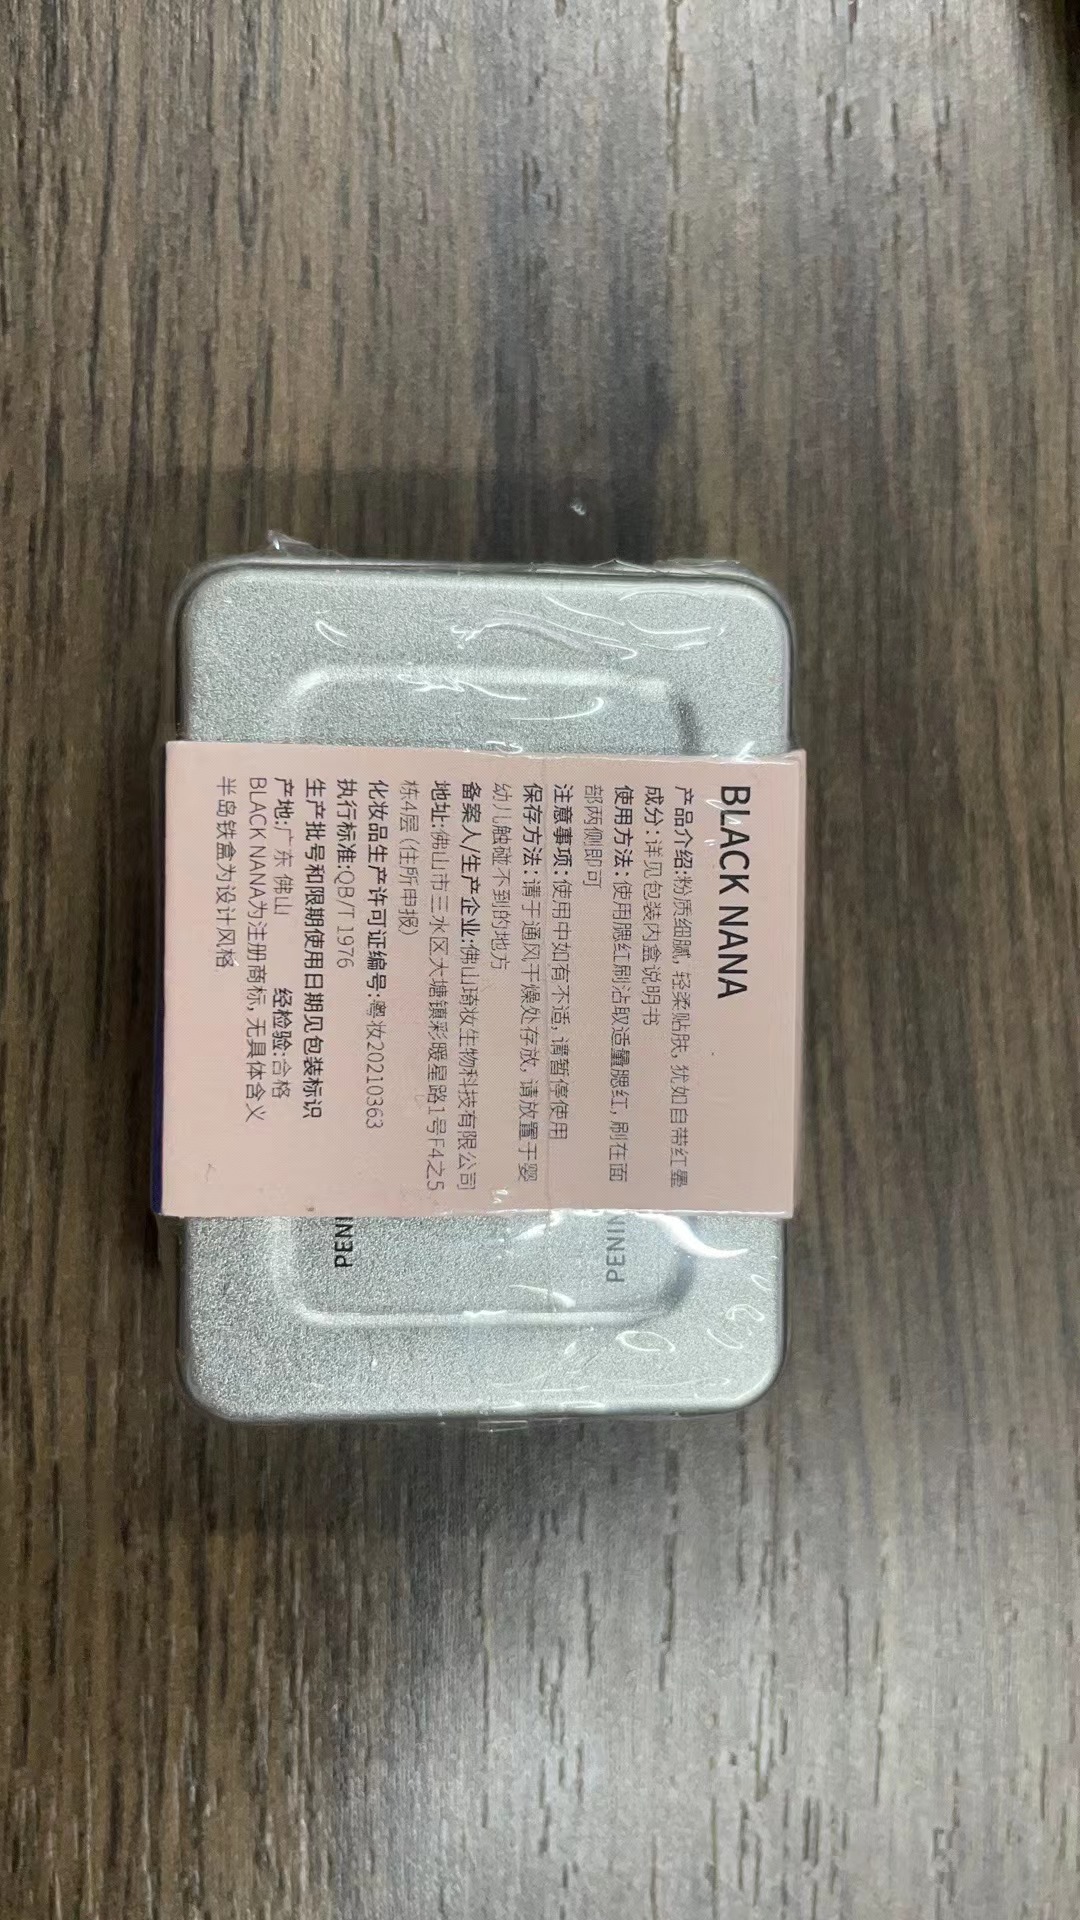 BLACK NANA
产品介绍:粉质细腻,轻柔贴肤,犹如自带红晕
成分:详见包装内盒说明书
使用方法:使用腮红刷沾取适量腮红,刷在面
部两侧即可
注意事项:使用中如有不适,请暂停使用
保存方法:请于通风干燥处存放,请放置于婴
幼儿触碰不到的地方
备案人/生产企业:佛山琦妆生物科技有限公司
地址:佛山市三水区大塘镇彩暖星路1号F4之5
栋4层(住所申报)
化妆品生产许可证编号:粤妆20210363
执行标准:QB/T 1976
生产批号和限期使用日期见包装标识
产地:广东 佛山 经检验:合格
BLACK NANA为注册商标,无具体含义
半岛铁盒为设计风格
PENIN
PENIN